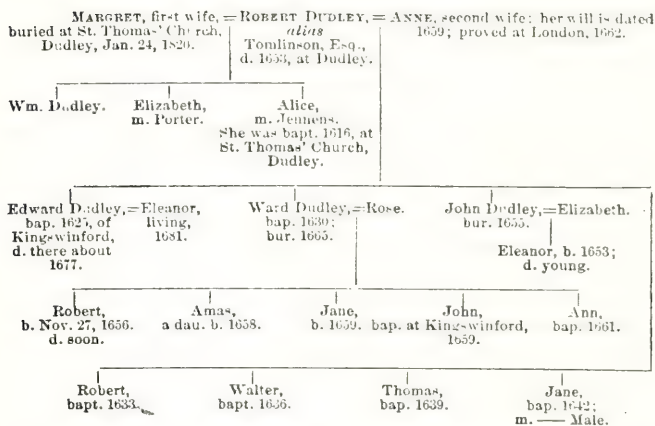 MARGRET, first wife, = ROBERT DUDLEY, = ANNE, second wife; her will is dated
buried at St. Thomas' Church, alias 1659; proved at London, 1662.
Dudley, Jan. 24, 1820. Tomlinson, Esq.,
d. 1653, at Dudley.
Wm. Dudley. Elizabeth, Alice,
m. Porter. m. Jennens.
She was bapt. 1616, at
St. Thomas' Church,
Dudley.
Edward Dudley, = Eleanor, Ward Dudley, = Rose. John Dudley, = Elizabeth.
bap. 1625, of living, bap. 1630; bur. 1655.
Kingswinford, 1681. bur. 1665. Eleanor, b. 1653;
d. there about d. young.
1677.
Robert, Amas, Jane, John, Ann,
b. Nov. 27, 1656. a dau. b. 1658. b. 1659. bap. at Kingswinford, bap. 1661.
d. soon. 1659.
Robert, Walter, Thomas, Jane,
bapt. 1633. bapt. 1636. bap. 1639. bap. 1642;
m. —— Male.